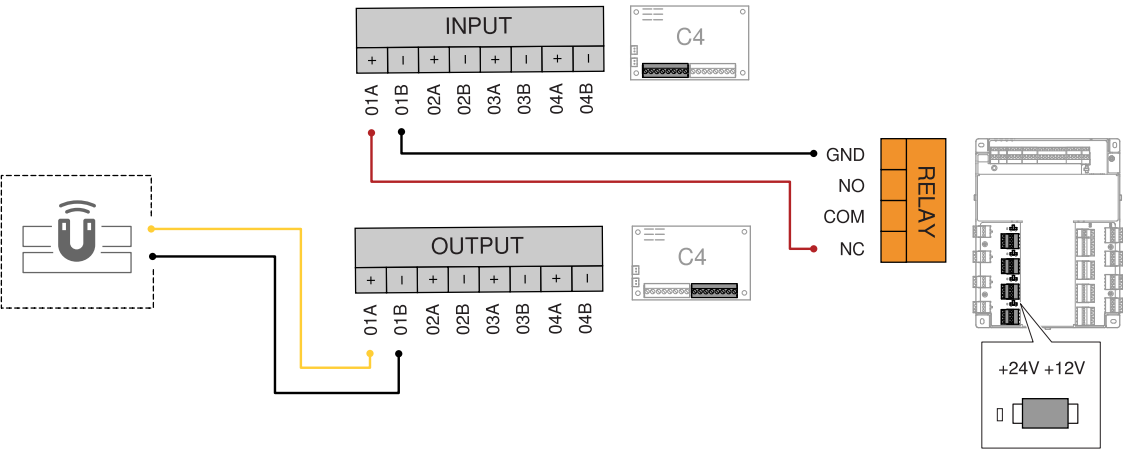 INPUT
+ − + − + − + −
01A 01B 02A 02B 03A 03B 04A 04B
C4
GND
NO
COM
NC
RELAY
OUTPUT
+ − + − + − + −
01A 01B 02A 02B 03A 03B 04A 04B
C4
+24V +12V